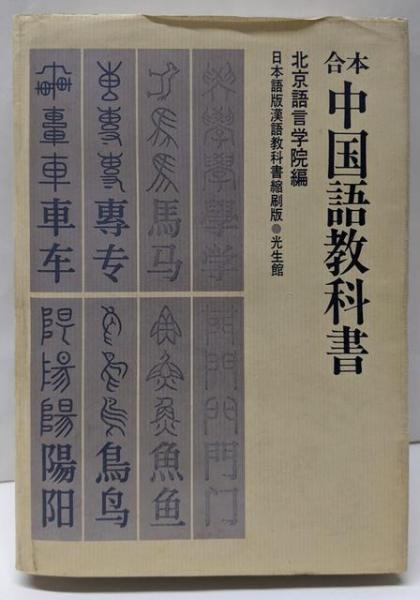 合本
中国語教科書
北京語言学院編
日本語版漢語教科書縮刷版●光生館
學学
馬马
專专
車車车
門门
魚鱼
鳥鸟
陽陽阳